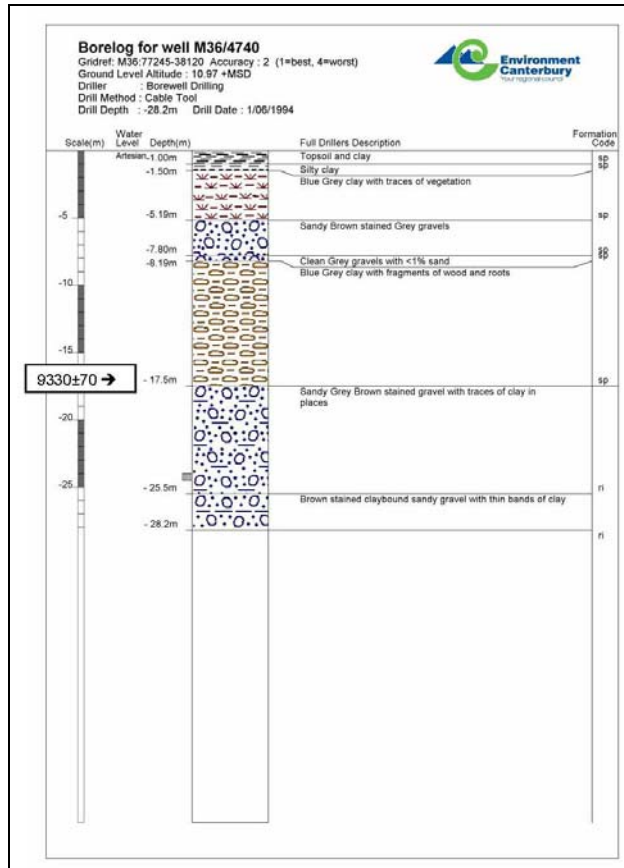 Borelog for well M36/4740
Gridref: M36:77245-38120 Accuracy : 2 (1=best, 4=worst)
Ground Level Altitude : 10.97 +MSD
Driller : Borewell Drilling
Drill Method : Cable Tool
Drill Depth : -28.2m Drill Date : 1/06/1994
Environment
Canterbury
Your regional council
Scale(m)
Water
Level
Depth(m)
Full Drillers Description
Formation
Code
Artesian
-1.00m
Topsoil and clay
sp
-1.50m
Silty clay
sp
Blue Grey clay with traces of vegetation
-5
-5.19m
sp
Sandy Brown stained Grey gravels
-7.80m
sp
Clean Grey gravels with <1% sand
-8.19m
sp
Blue Grey clay with fragments of wood and roots
-10
-15
9330±70 →
- 17.5m
sp
Sandy Grey Brown stained gravel with traces of clay in
places
-20
-25
- 25.5m
ri
Brown stained claybound sandy gravel with thin bands of clay
- 28.2m
ri